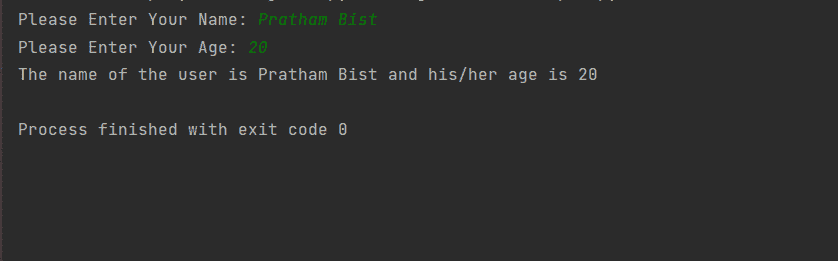 Please Enter Your Name: Pratham Bist
Please Enter Your Age: 20
The name of the user is Pratham Bist and his/her age is 20
Process finished with exit code 0